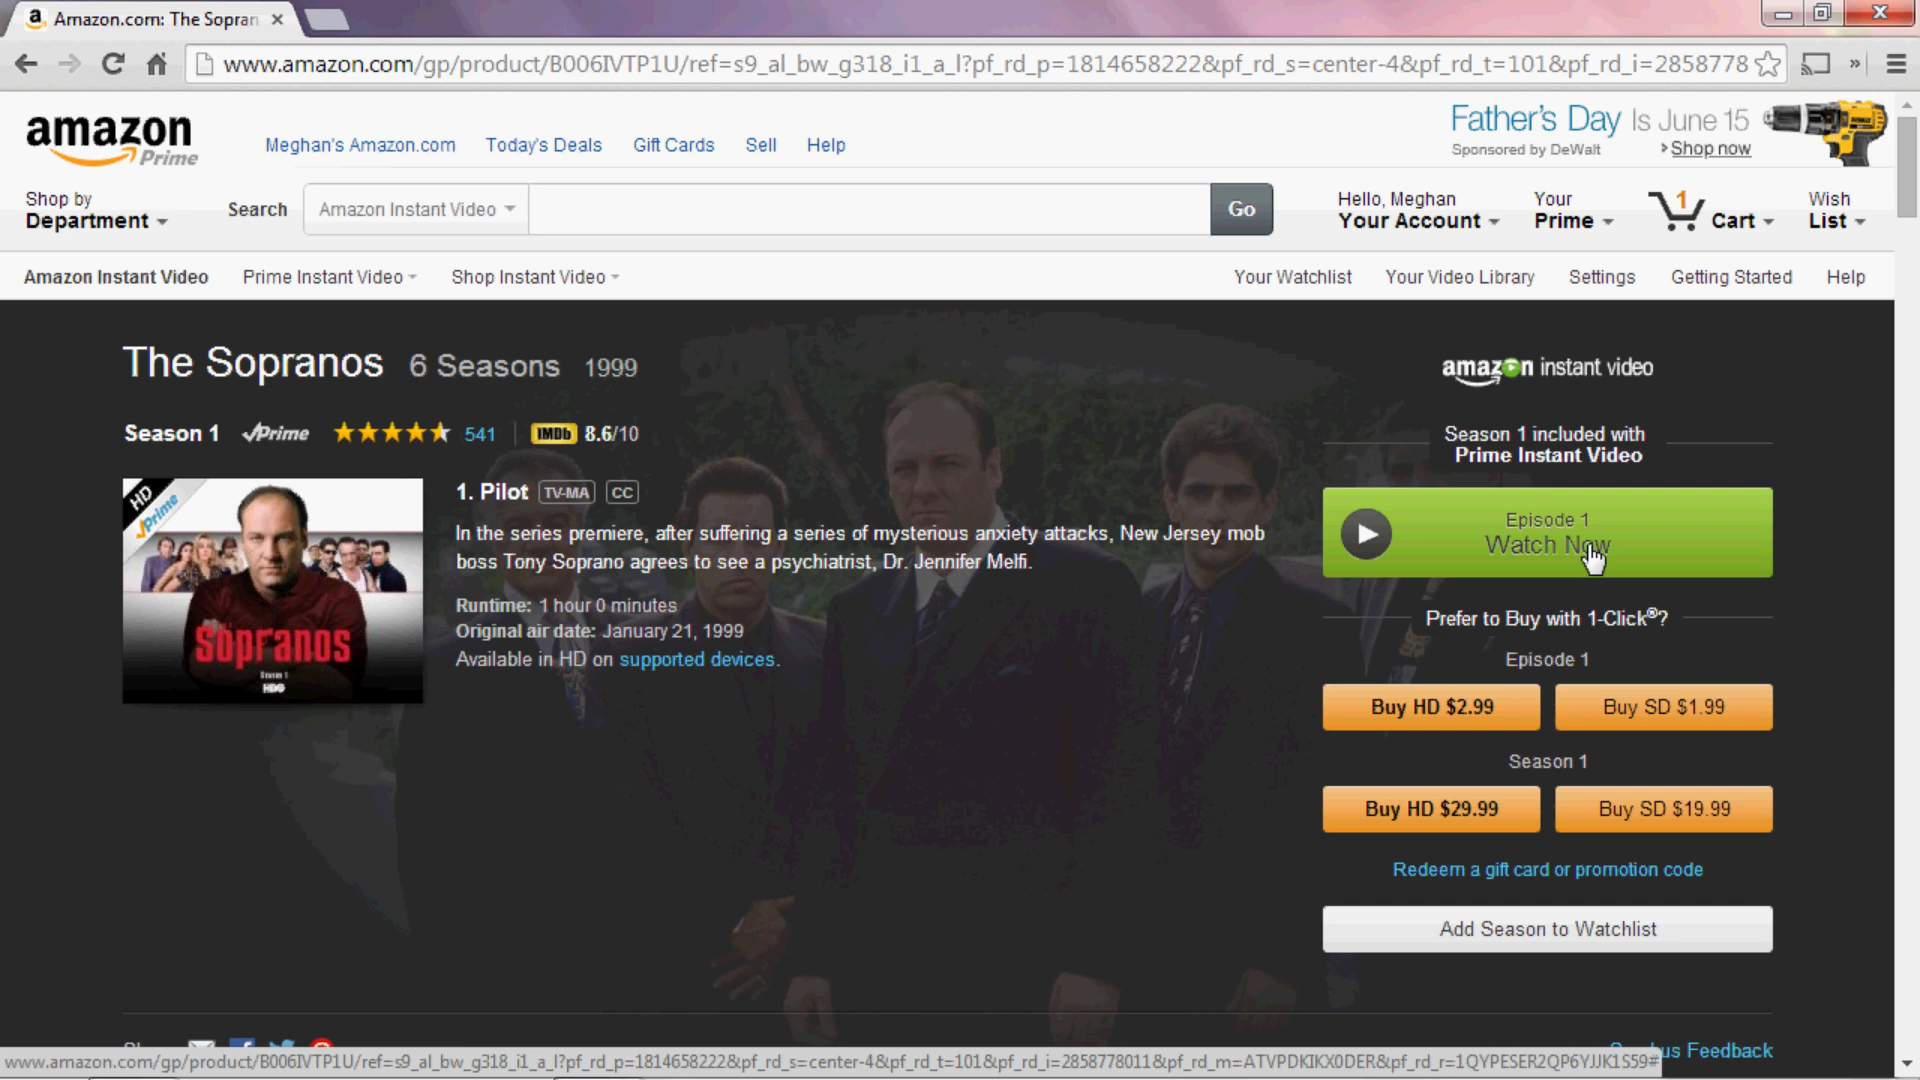 Amazon.com: The Sopran
www.amazon.com/gp/product/B006IVTP1U/ref=s9_al_bw_g318_i1_a_l?pf_rd_p=1814658222&pf_rd_s=center-4&pf_rd_t=101&pf_rd_i=2858778
amazon Prime
Meghan's Amazon.com Today's Deals Gift Cards Sell Help
Father's Day Is June 15
Sponsored by DeWalt Shop now
Shop by
Department
Search Amazon Instant Video Go
Hello, Meghan
Your Account
Your
Prime
1
Cart
Wish
List
Amazon Instant Video Prime Instant Video Shop Instant Video Your Watchlist Your Video Library Settings Getting Started Help
The Sopranos 6 Seasons 1999
Season 1 Prime 541 IMDb 8.6/10
HD
Prime
Sopranos
HBO
1. Pilot TV-MA CC
In the series premiere, after suffering a series of mysterious anxiety attacks, New Jersey mob
boss Tony Soprano agrees to see a psychiatrist, Dr. Jennifer Melfi.
Runtime: 1 hour 0 minutes
Original air date: January 21, 1999
Available in HD on supported devices.
amazon instant video
Season 1 included with
Prime Instant Video
Episode 1
Watch Now
Prefer to Buy with 1-Click®?
Episode 1
Buy HD $2.99 Buy SD $1.99
Season 1
Buy HD $29.99 Buy SD $19.99
Redeem a gift card or promotion code
Add Season to Watchlist
us Feedback
www.amazon.com/gp/product/B006IVTP1U/ref=s9_al_bw_g318_i1_a_l?pf_rd_p=1814658222&pf_rd_s=center-4&pf_rd_t=101&pf_rd_i=2858778011&pf_rd_m=ATVPDKIKX0DER&pf_rd_r=1QYPESER2QP6YJJK1S59#